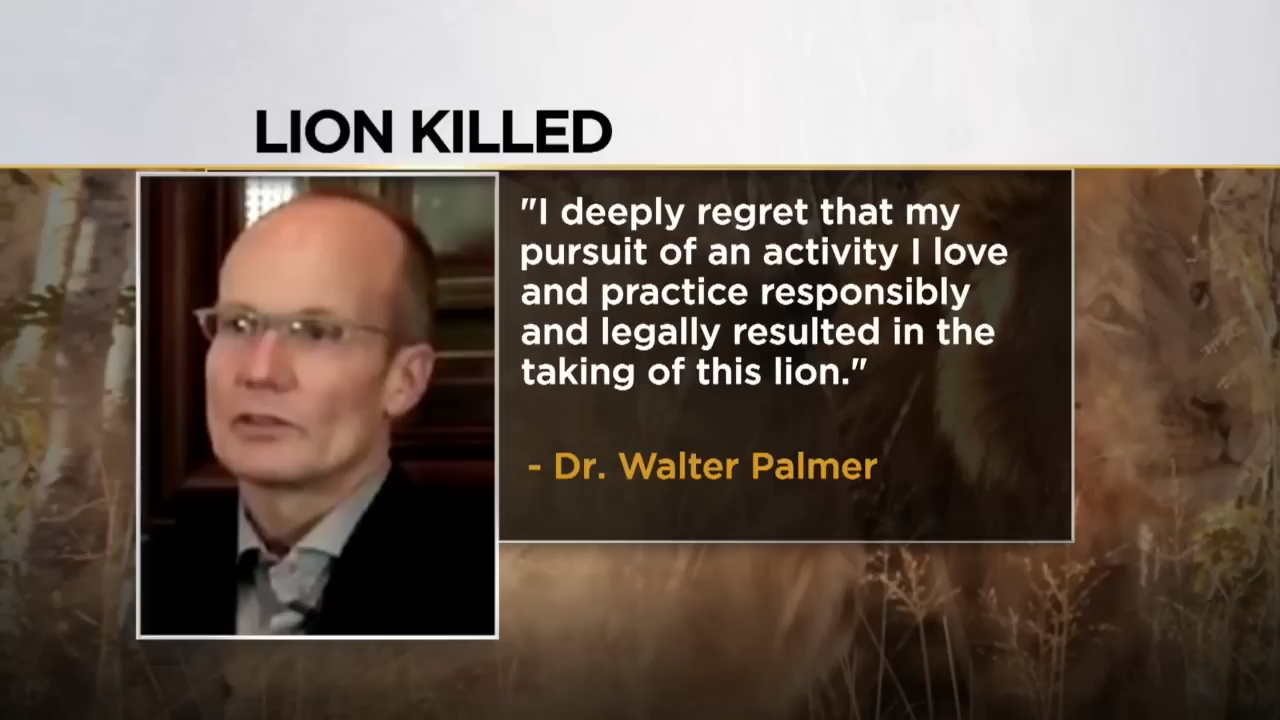 LION KILLED
"I deeply regret that my
pursuit of an activity I love
and practice responsibly
and legally resulted in the
taking of this lion."
- Dr. Walter Palmer